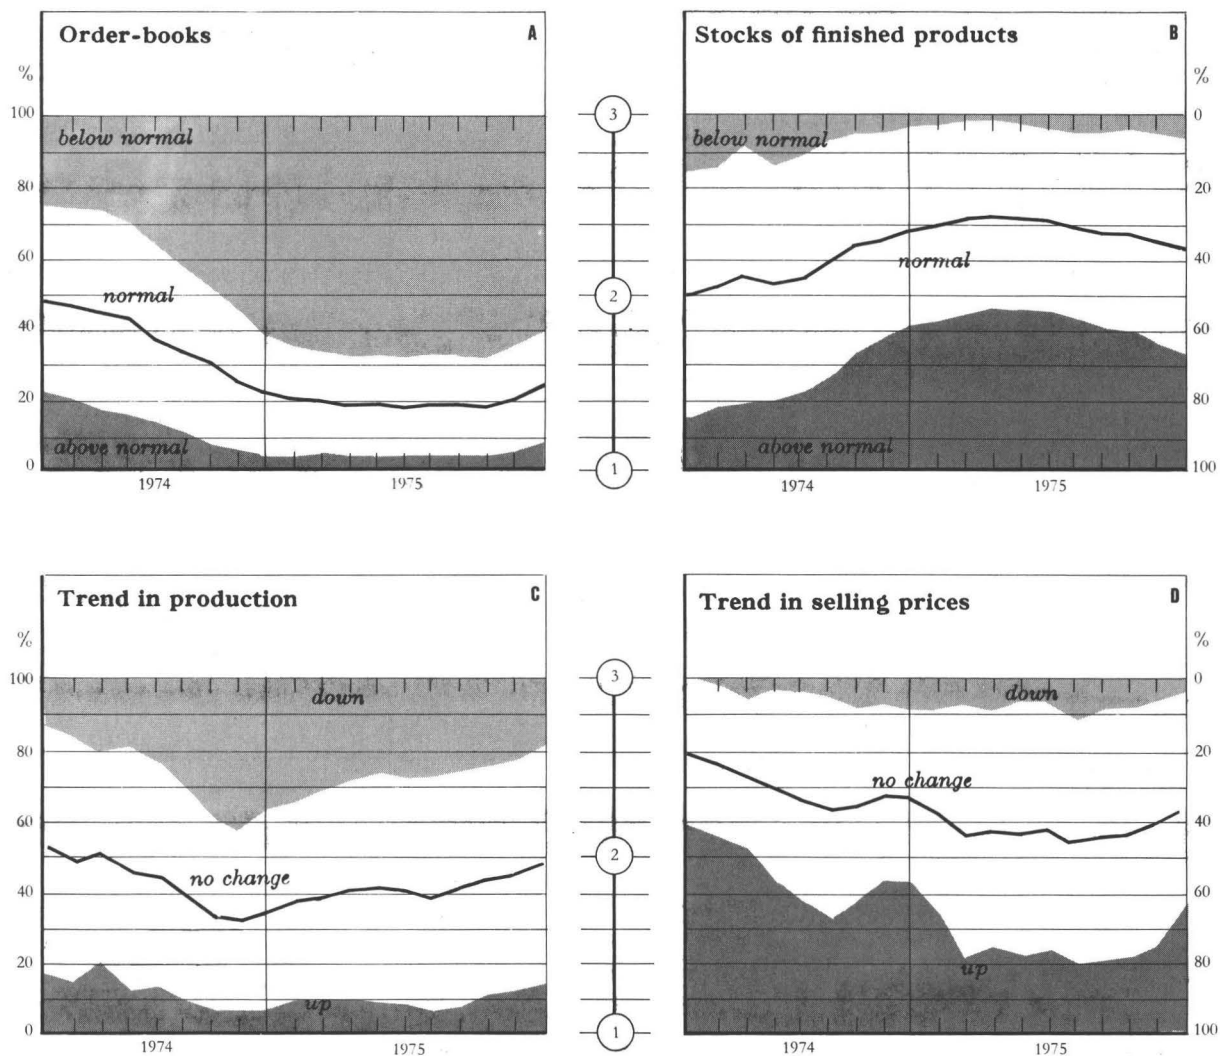 Order-books A
%
100
below normal
80
60
normal
40
20
above normal
0
1974 1975
3
2
1
Stocks of finished products B
%
0
below normal
20
normal
40
60
80
above normal
100
1974 1975
Trend in production C
%
100
down
80
60
no change
40
20
up
0
1974 1975
3
2
1
Trend in selling prices D
%
0
down
20
no change
40
60
80
up
100
1974 1975